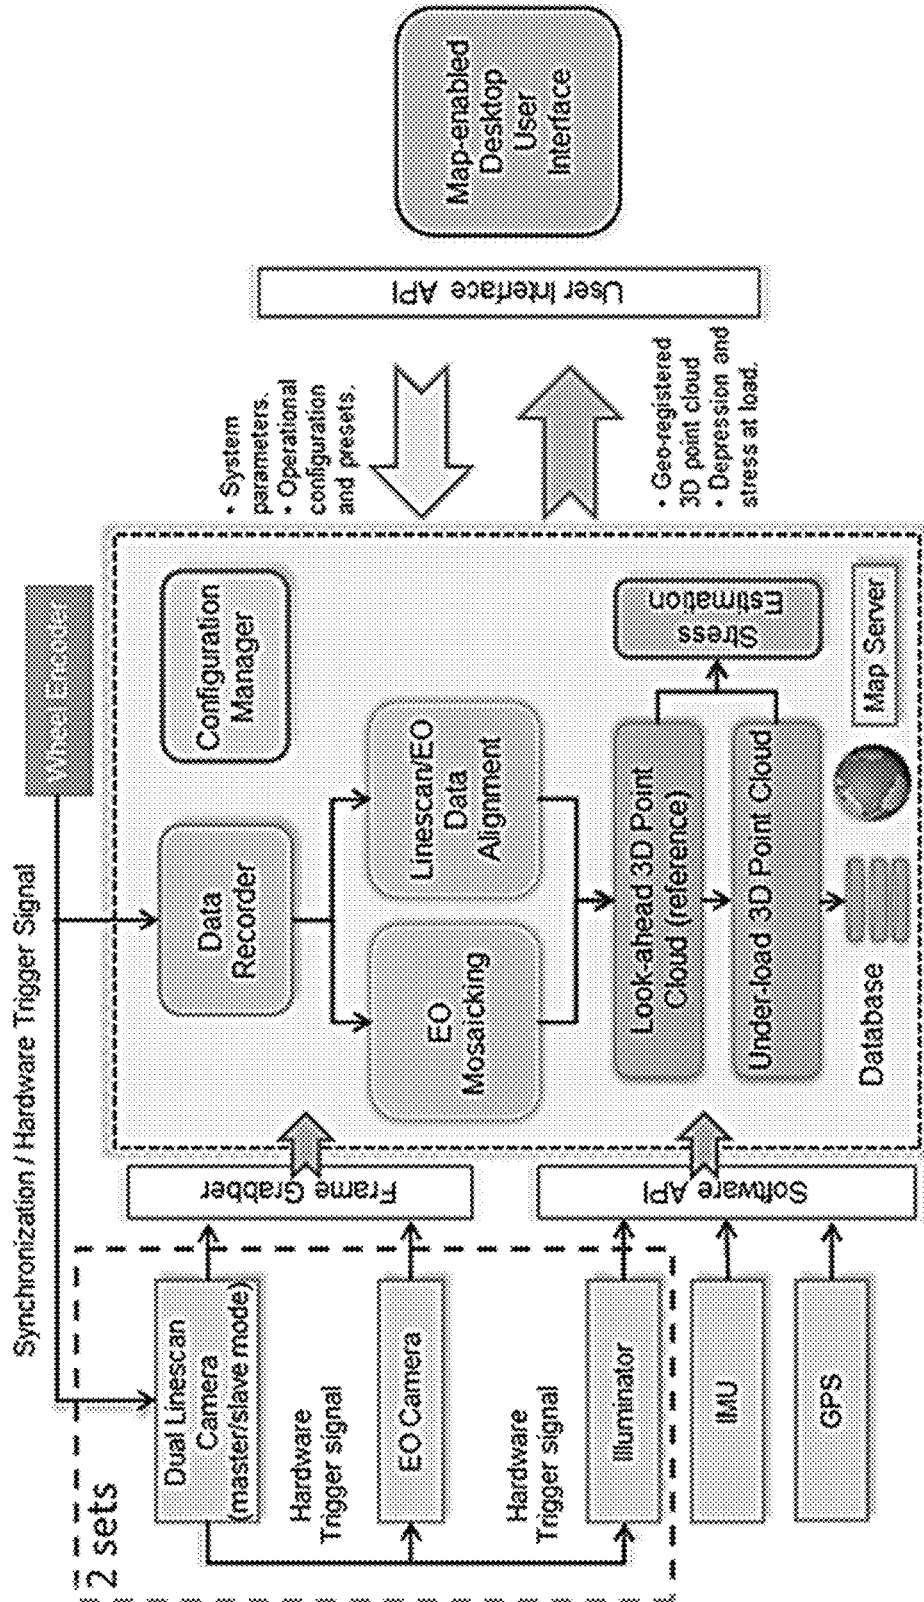 Synchronization / Hardware Trigger Signal
Wheel Encoder
2 sets
Dual Linescan
Camera
(master/slave mode)
Hardware
Trigger signal
EO Camera
Hardware
Trigger signal
Illuminator
IMU
GPS
Frame Grabber
Software API
Data
Recorder
Configuration
Manager
EO
Mosaicking
Linescan/EO
Data
Alignment
Look-ahead 3D Point
Cloud (reference)
Under-load 3D Point Cloud
Stress
Estimation
Database
Map Server
• System
parameters.
• Operational
configuration
and presets.
• Geo-registered
3D point cloud
• Depression and
stress at load.
User Interface API
Map-enabled
Desktop
User
Interface